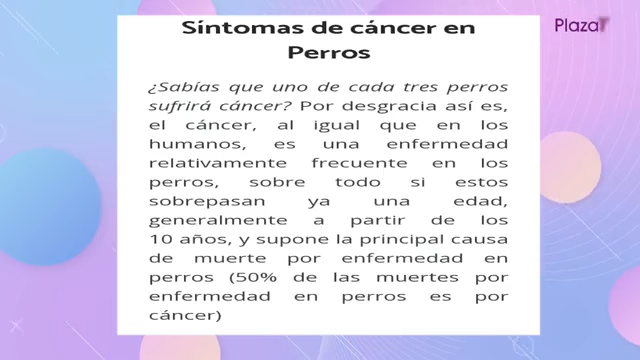 Síntomas de cáncer en
Perros
¿Sabías que uno de cada tres perros
sufrirá cáncer? Por desgracia así es,
el cáncer, al igual que en los
humanos, es una enfermedad
relativamente frecuente en los
perros, sobre todo si estos
sobrepasan ya una edad,
generalmente a partir de los
10 años, y supone la principal causa
de muerte por enfermedad en
perros (50% de las muertes por
enfermedad en perros es por
cáncer)
PlazaT